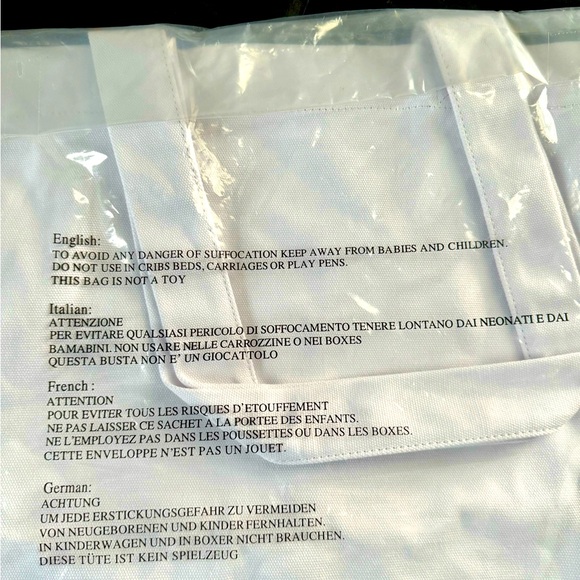 English:
TO AVOID ANY DANGER OF SUFFOCATION KEEP AWAY FROM BABIES AND CHILDREN.
DO NOT USE IN CRIBS BEDS, CARRIAGES OR PLAY PENS.
THIS BAG IS NOT A TOY
Italian:
ATTENZIONE
PER EVITARE QUALSIASI PERICOLO DI SOFFOCAMENTO TENERE LONTANO DAI NEONATI E DAI
BAMABINI. NON USARE NELLE CARROZZINE O NEI BOXES
QUESTA BUSTA NON E' UN GIOCATTOLO
French :
ATTENTION
POUR EVITER TOUS LES RISQUES D'ETOUFFEMENT
NE PAS LAISSER CE SACHET A LA PORTEE DES ENFANTS.
NE L'EMPLOYEZ PAS DANS LES POUSSETTES OU DANS LES BOXES.
CETTE ENVELOPPE N'EST PAS UN JOUET.
German:
ACHTUNG
UM JEDE ERSTICKUNGSGEFAHR ZU VERMEIDEN
VON NEUGEBORENEN UND KINDER FERNHALTEN.
IN KINDERWAGEN UND IN BOXER NICHT BRAUCHEN.
DIESE TÜTE IST KEIN SPIELZEUG